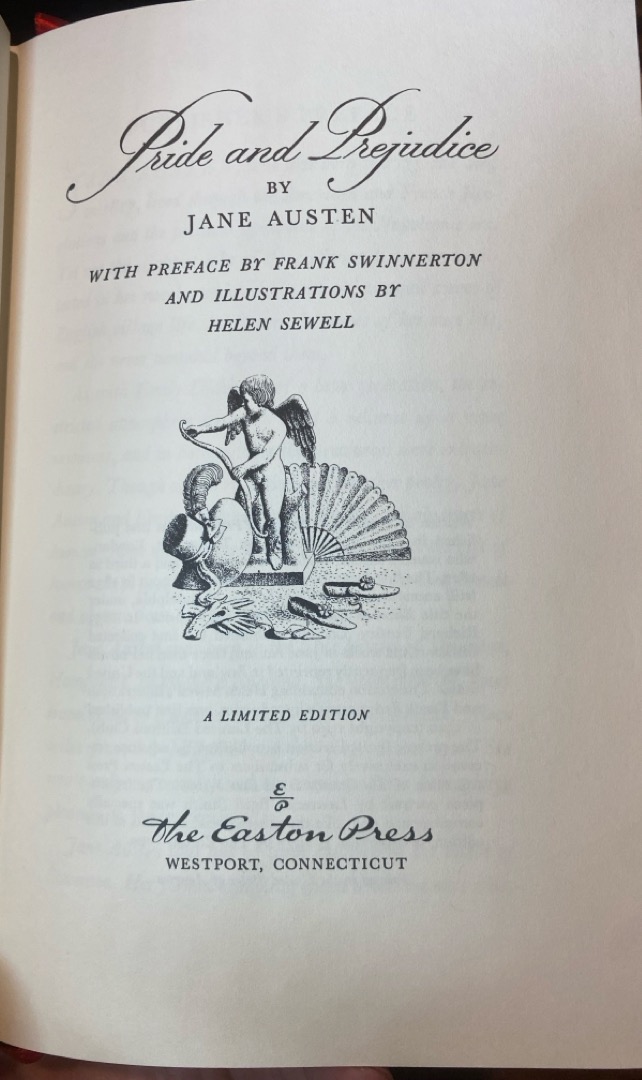 Pride and Prejudice
BY
JANE AUSTEN
WITH PREFACE BY FRANK SWINNERTON
AND ILLUSTRATIONS BY
HELEN SEWELL
A LIMITED EDITION
E/P
The Easton Press
WESTPORT, CONNECTICUT